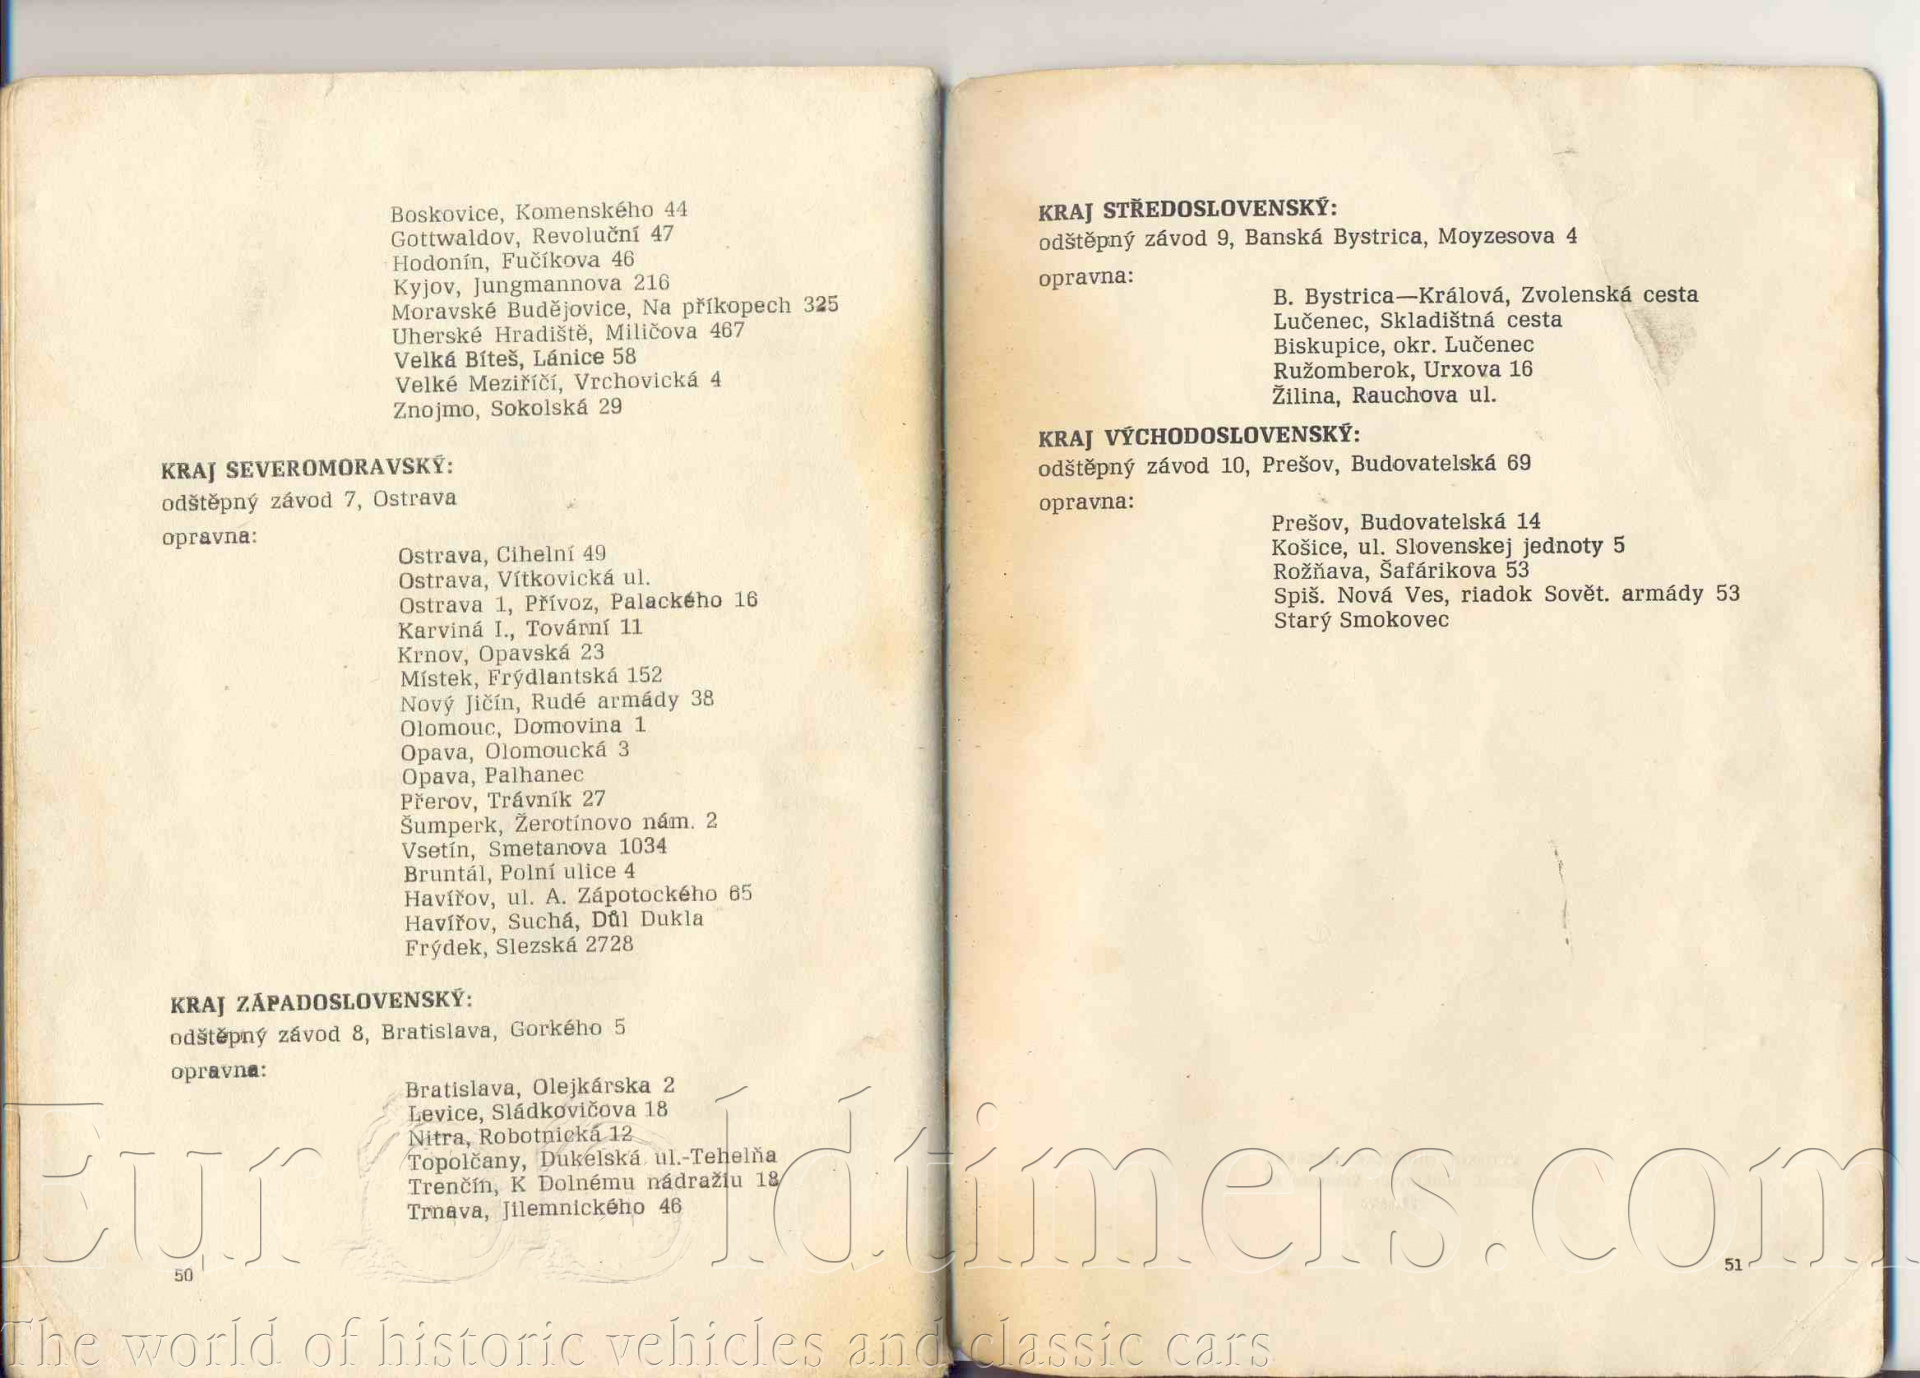 Boskovice, Komenského 44
Gottwaldov, Revoluční 47
Hodonín, Fučíkova 46
Kyjov, Jungmannova 216
Moravské Budějovice, Na příkopech 325
Uherské Hradiště, Miličova 467
Velká Bíteš, Lánice 58
Velké Meziříčí, Vrchovická 4
Znojmo, Sokolská 29
KRAJ SEVEROMORAVSKÝ:
odštěpný závod 7, Ostrava
opravna:
Ostrava, Cihelní 49
Ostrava, Vítkovická ul.
Ostrava 1, Přívoz, Palackého 16
Karviná I., Tovární 11
Krnov, Opavská 23
Místek, Frýdlantská 152
Nový Jičín, Rudé armády 38
Olomouc, Domovina 1
Opava, Olomoucká 3
Opava, Palhanec
Přerov, Trávník 27
Šumperk, Žerotínovo nám. 2
Vsetín, Smetanova 1034
Bruntál, Polní ulice 4
Havířov, ul. A. Zápotockého 65
Havířov, Suchá, Důl Dukla
Frýdek, Slezská 2728
KRAJ ZÁPADOSLOVENSKÝ:
odštěpný závod 8, Bratislava, Gorkého 5
opravna:
Bratislava, Olejkárska 2
Levice, Sládkovičova 18
Nitra, Robotnická 12
Topolčany, Dukelská ul.-Tehelňa
Trenčín, K Dolnému nádražiu 18
Trnava, Jilemnického 46
50
KRAJ STŘEDOSLOVENSKÝ:
odštěpný závod 9, Banská Bystrica, Moyzesova 4
opravna:
B. Bystrica—Králová, Zvolenská cesta
Lučenec, Skladištná cesta
Biskupice, okr. Lučenec
Ružomberok, Urxova 16
Žilina, Rauchova ul.
KRAJ VÝCHODOSLOVENSKÝ:
odštěpný závod 10, Prešov, Budovatelská 69
opravna:
Prešov, Budovatelská 14
Košice, ul. Slovenskej jednoty 5
Rožňava, Šafárikova 53
Spiš. Nová Ves, riadok Sovět. armády 53
Starý Smokovec
51
EurOOldtimers.com
The world of historic vehicles and classic cars